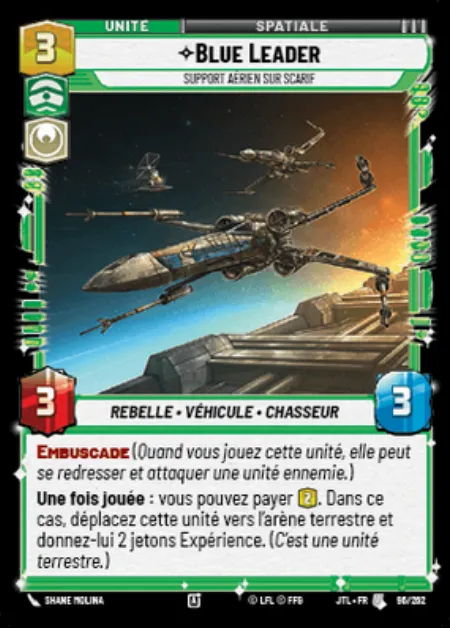 UNITÉ SPATIALE
3 Blue Leader
SUPPORT AÉRIEN SUR SCARIF
3 REBELLE • VÉHICULE • CHASSEUR 3
EMBUSCADE (Quand vous jouez cette unité, elle peut
se redresser et attaquer une unité ennemie.)
Une fois jouée : vous pouvez payer 2. Dans ce
cas, déplacez cette unité vers l'arène terrestre et
donnez-lui 2 jetons Expérience. (C'est une unité
terrestre.)
SHANE MOLINA A © LFL © FFG JTL • FR 96/262